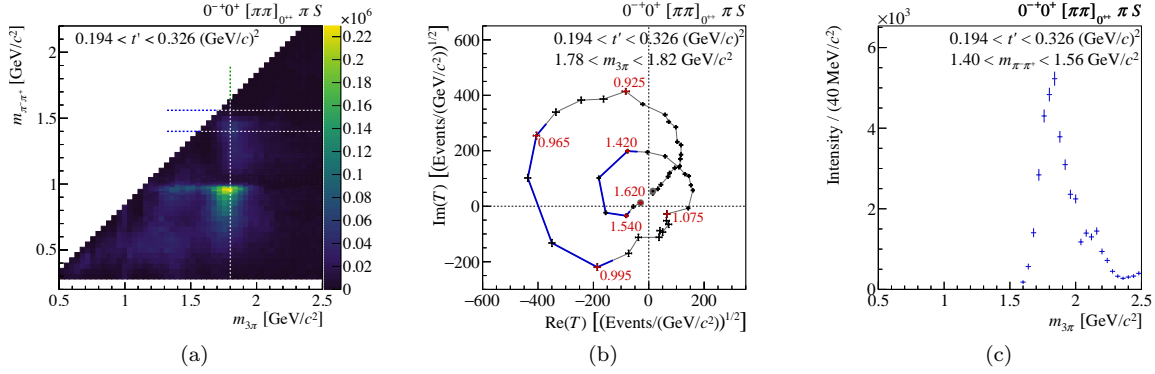 0⁻⁺0⁺ [ππ]₀₊₊ π S
×10⁶
0.194 < t′ < 0.326 (GeV/c)²
m_π⁻π⁺ [GeV/c²]
2
1.5
1
0.5
0.22
0.2
0.18
0.16
0.14
0.12
0.1
0.08
0.06
0.04
0.02
0
0.5 1 1.5 2 2.5
m₃π [GeV/c²]
(a)
0⁻⁺0⁺ [ππ]₀₊₊ π S
0.194 < t′ < 0.326 (GeV/c)²
1.78 < m₃π < 1.82 GeV/c²
Im(T) [(Events/(GeV/c²))^1/2]
600
400
200
0
−200
0.925
0.965
1.420
1.620
1.540
1.075
0.995
−600 −400 −200 0 200
Re(T) [(Events/(GeV/c²))^1/2]
(b)
0⁻⁺0⁺ [ππ]₀₊₊ π S
×10³
0.194 < t′ < 0.326 (GeV/c)²
1.40 < m_π⁻π⁺ < 1.56 GeV/c²
Intensity / (40 MeV/c²)
6
4
2
0
0.5 1 1.5 2 2.5
m₃π [GeV/c²]
(c)